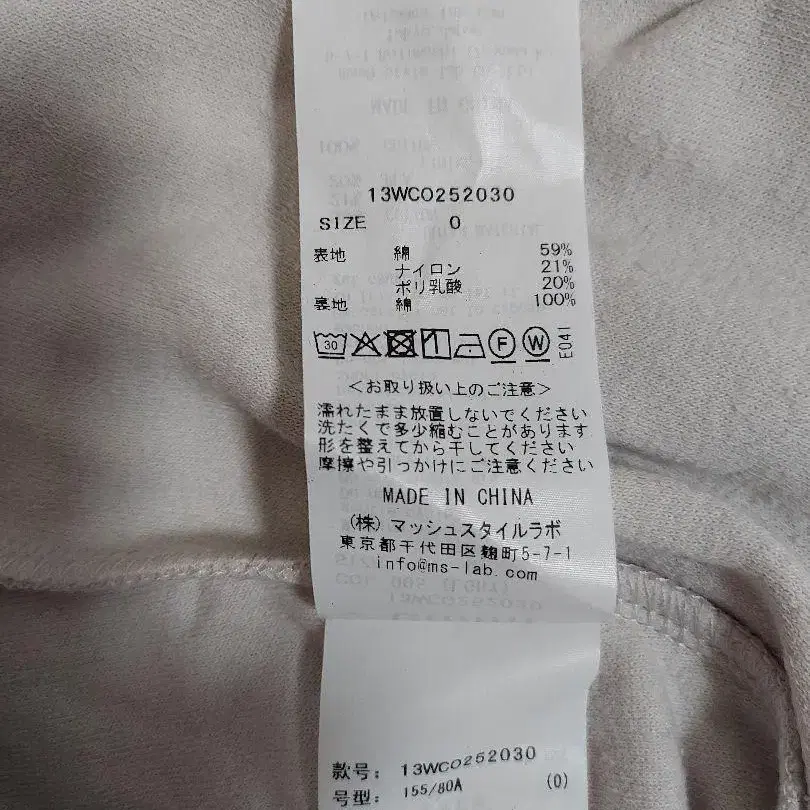 13WCO252030
SIZE 0
表地 綿 59%
ナイロン 21%
ポリ乳酸 20%
裏地 綿 100%
30 F W E041
<お取り扱い上のご注意>
濡れたまま放置しないでください
洗たくで多少縮むことがあります
形を整えてから干してください
摩擦や引っかけにご注意ください
MADE IN CHINA
(株) マッシュスタイルラボ
東京都千代田区麹町5-7-1
info@ms-lab.com
款号: 13WCO252030
号型: 155/80A (0)